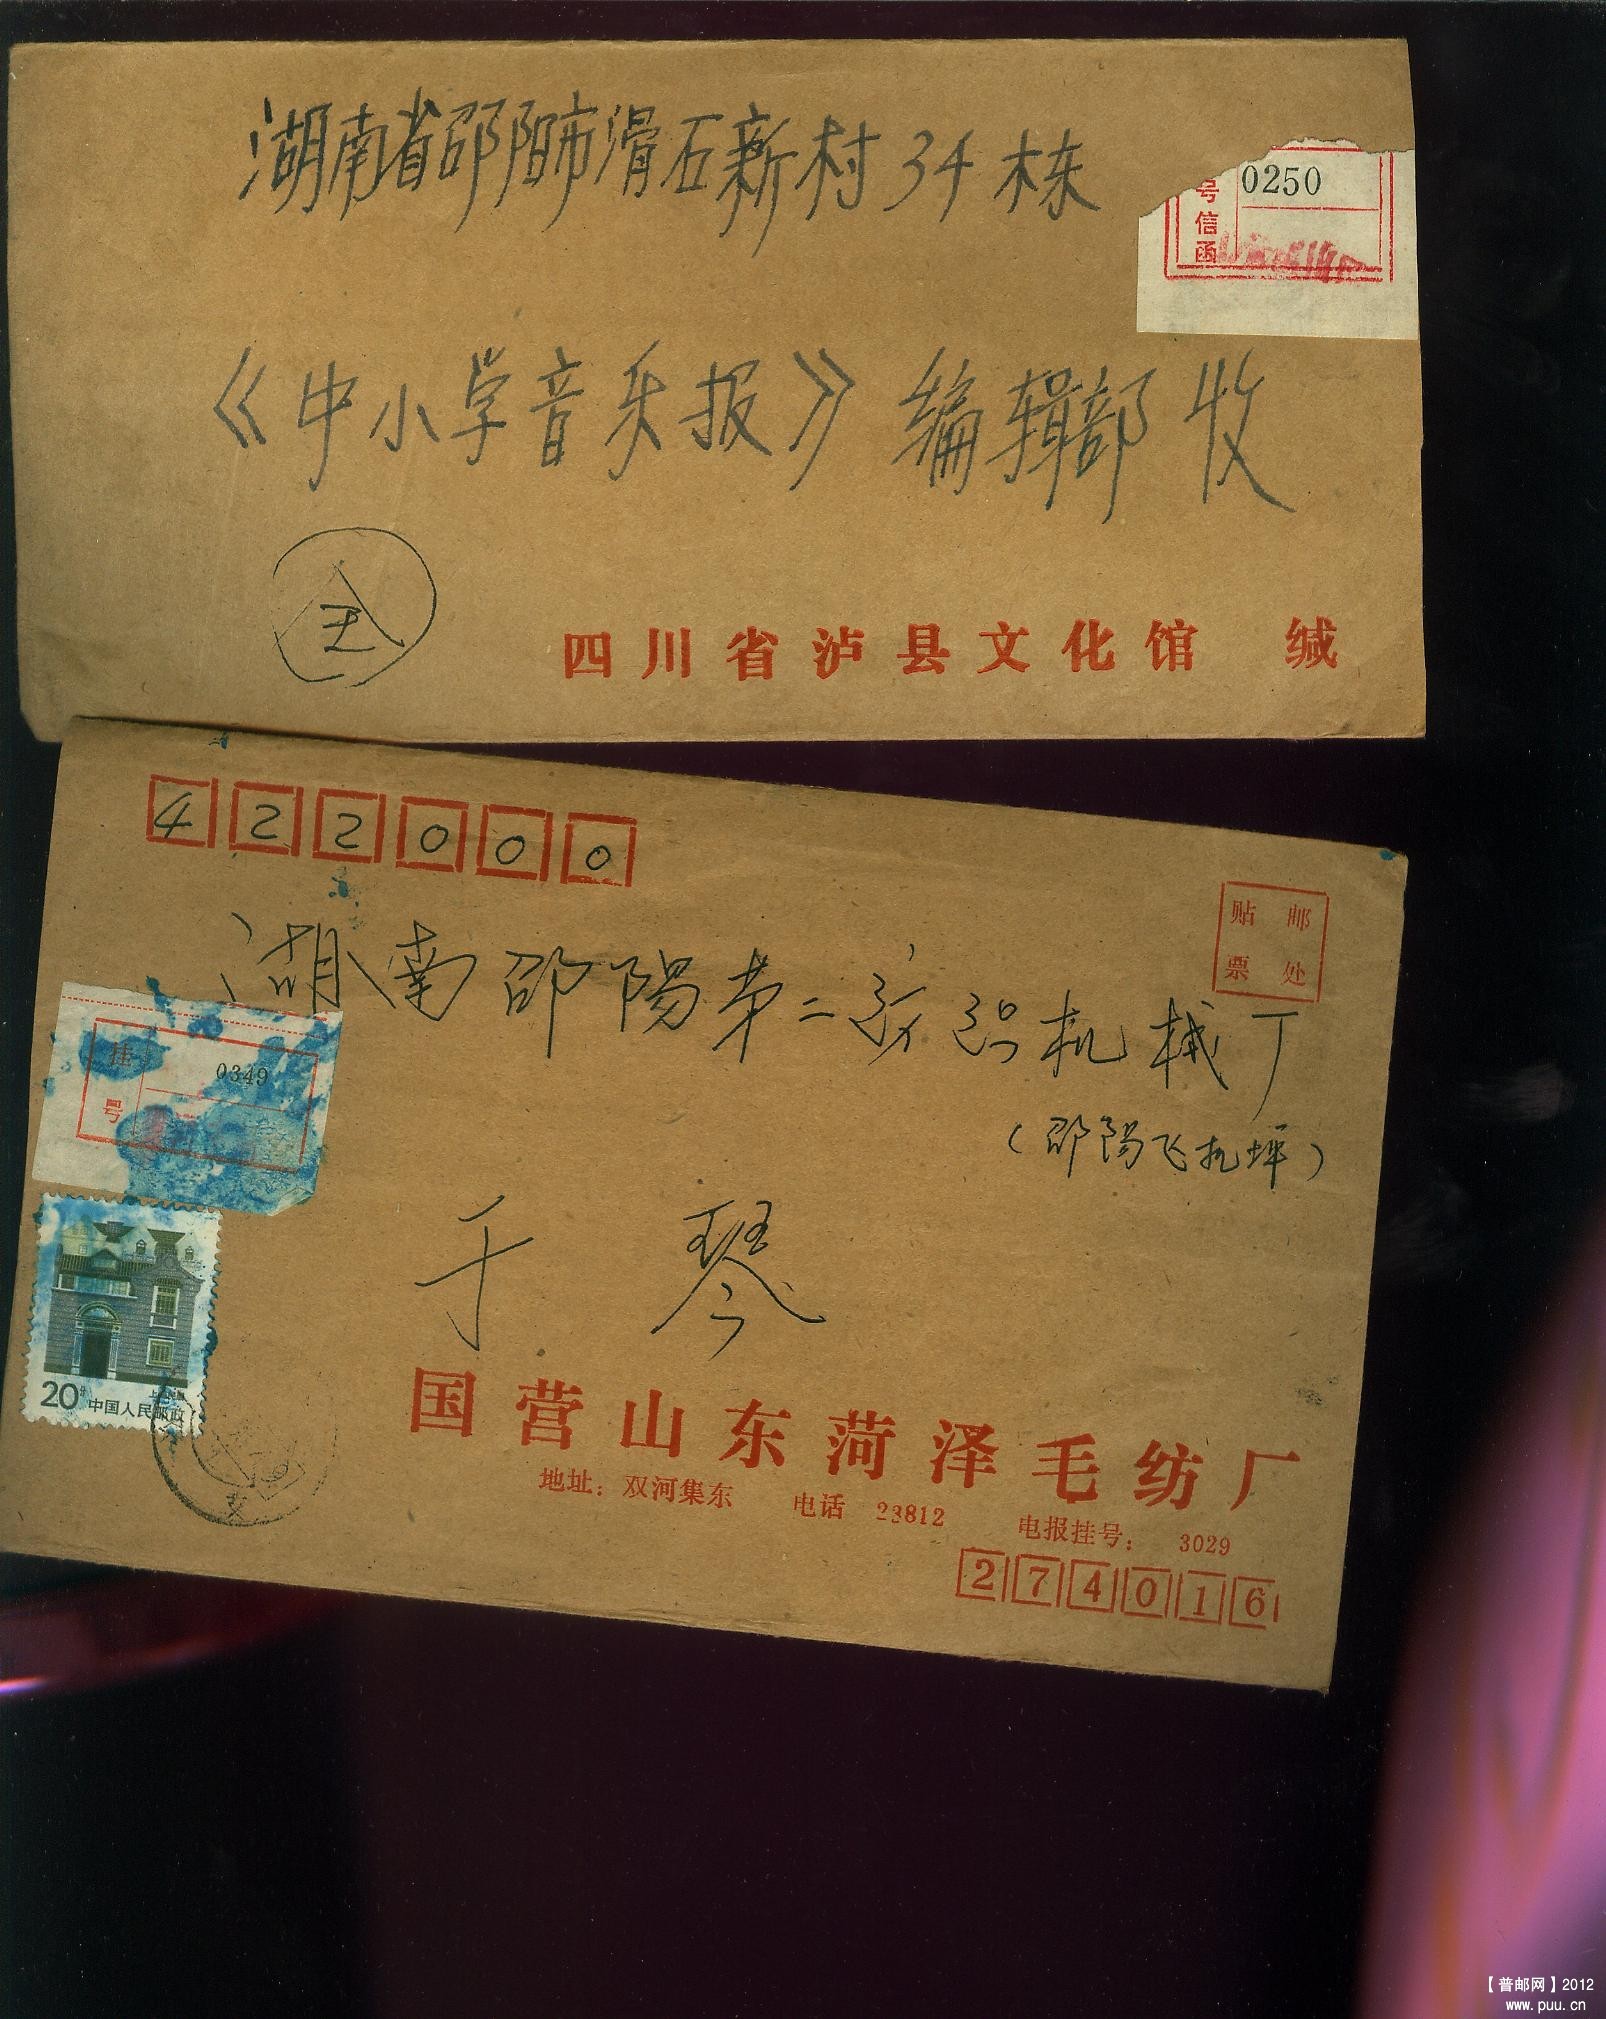 湖南省邵阳市滑石新村34栋
0250
号信函
《中小学音乐报》编辑部收
四川省泸县文化馆 缄
422000
贴邮
票处
湖南邵陽第二纺织机械厂
挂号
0349
(邵陽飞机坪)
于琴
20分 中国人民邮政
国营山东菏泽毛纺厂
地址：双河集东 电话 23812 电报挂号： 3029
274016
【普邮网】2012
www.puu.cn